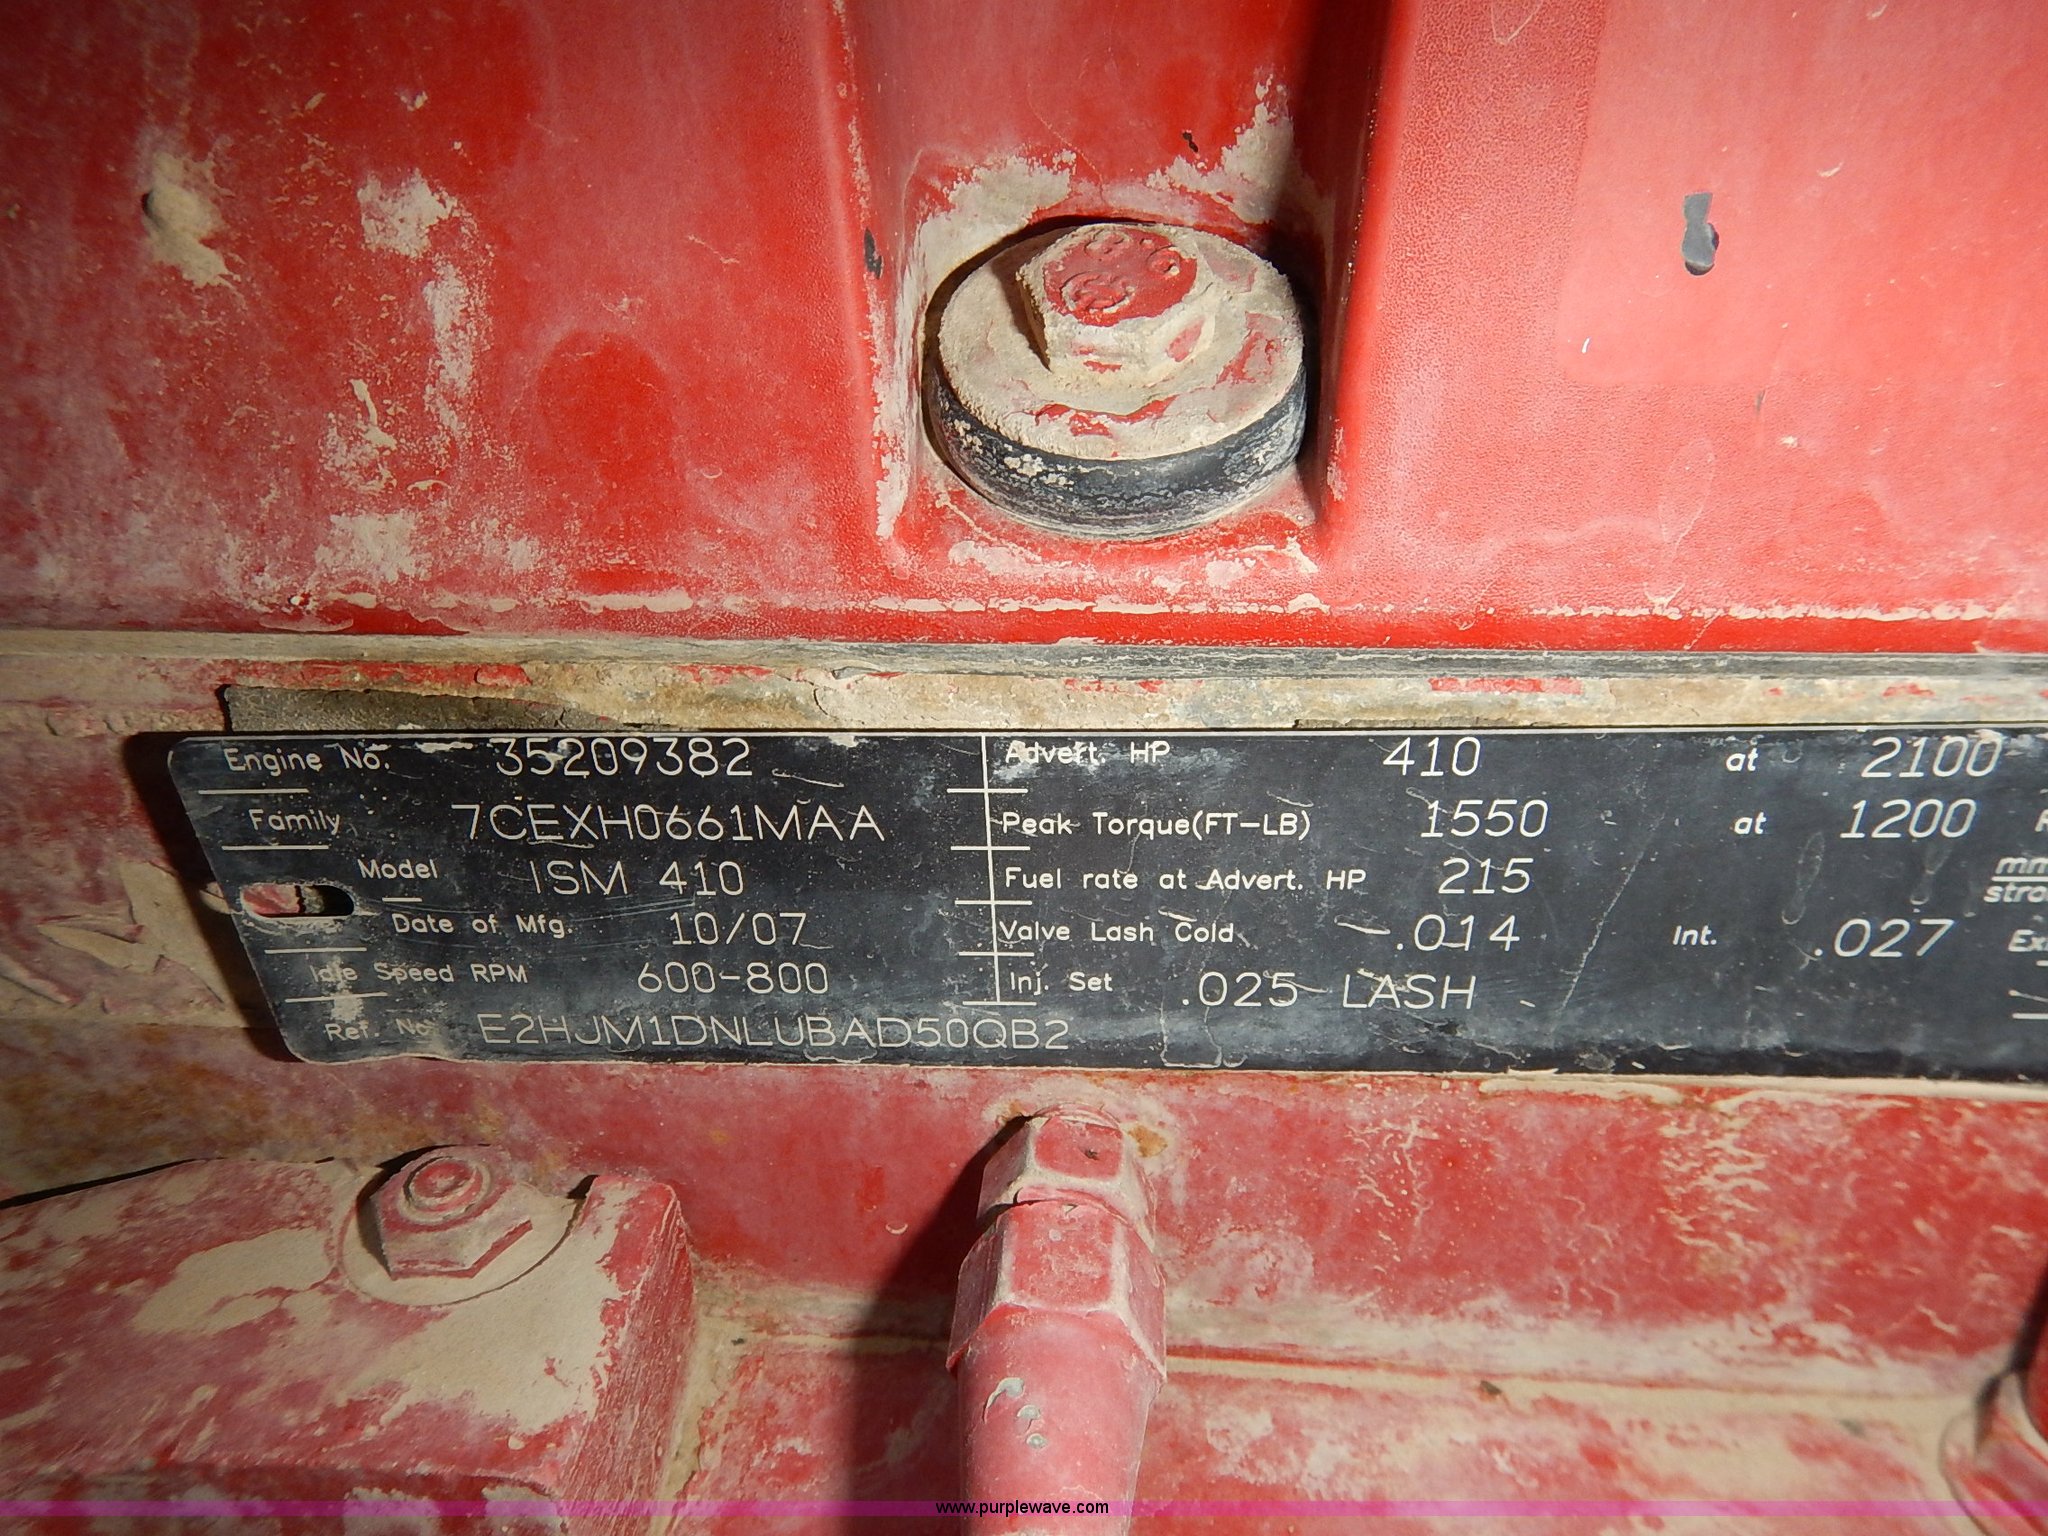 Engine No. 35209382 Advert. HP 410 at 2100
Family 7CEXH0661MAA Peak Torque(FT-LB) 1550 at 1200
Model ISM 410 Fuel rate at Advert. HP 215
Date of Mfg. 10/07 Valve Lash Cold .014 Int. .027
Idle Speed RPM 600-800 Inj. Set .025 LASH
Ref. No. E2HJM1DNLUBAD50QB2
www.purplewave.com